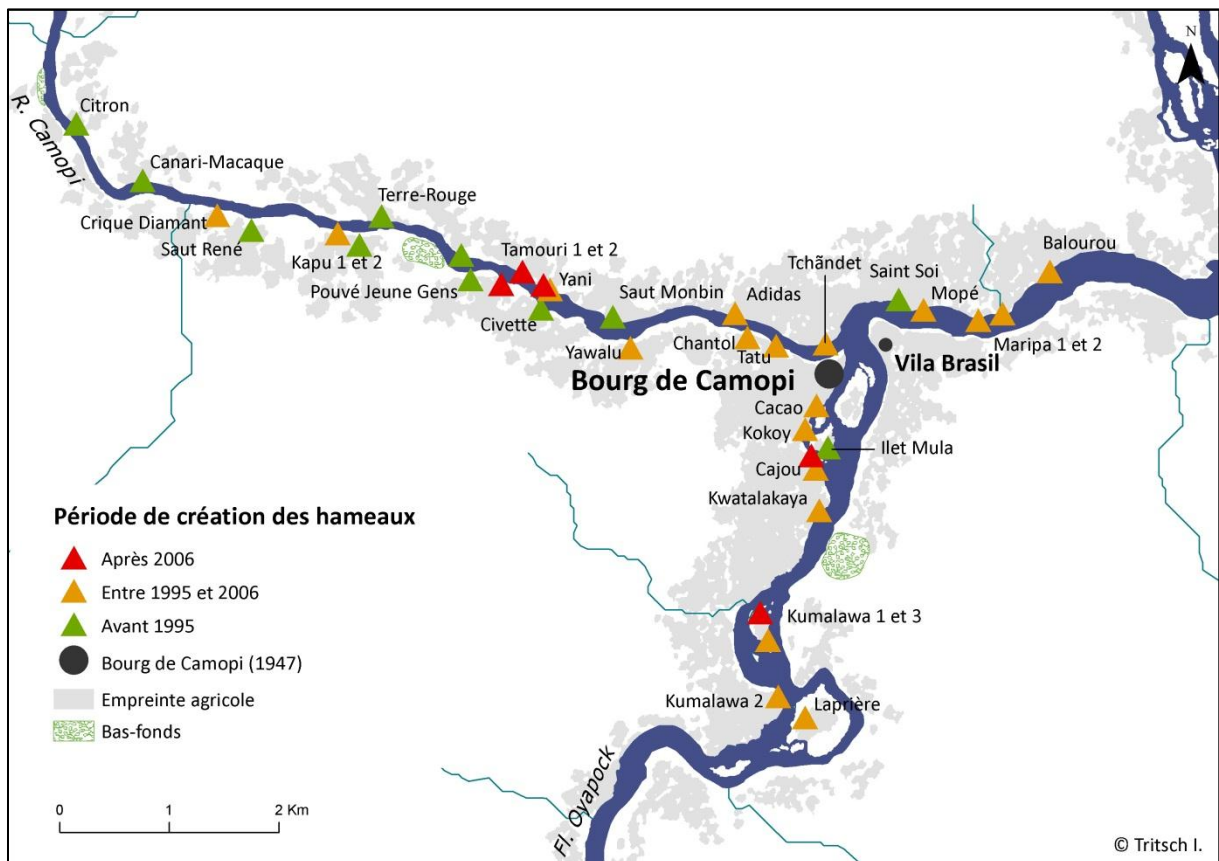 N
Citron
R. Camopi
Canari-Macaque
Terre-Rouge
Crique Diamant
Saut René
Kapu 1 et 2
Tamouri 1 et 2
Yani
Pouvé Jeune Gens
Civette
Saut Monbin
Adidas
Tchãndet
Saint Soi
Mopé
Balourou
Maripa 1 et 2
Yawalu
Chantol
Tatu
Bourg de Camopi
Vila Brasil
Cacao
Kokoy
Ilet Mula
Cajou
Kwatalakaya
Kumalawa 1 et 3
Kumalawa 2
Laprière
Fl. Oyapock
Période de création des hameaux
Après 2006
Entre 1995 et 2006
Avant 1995
Bourg de Camopi (1947)
Empreinte agricole
Bas-fonds
0 1 2 Km
© Tritsch I.